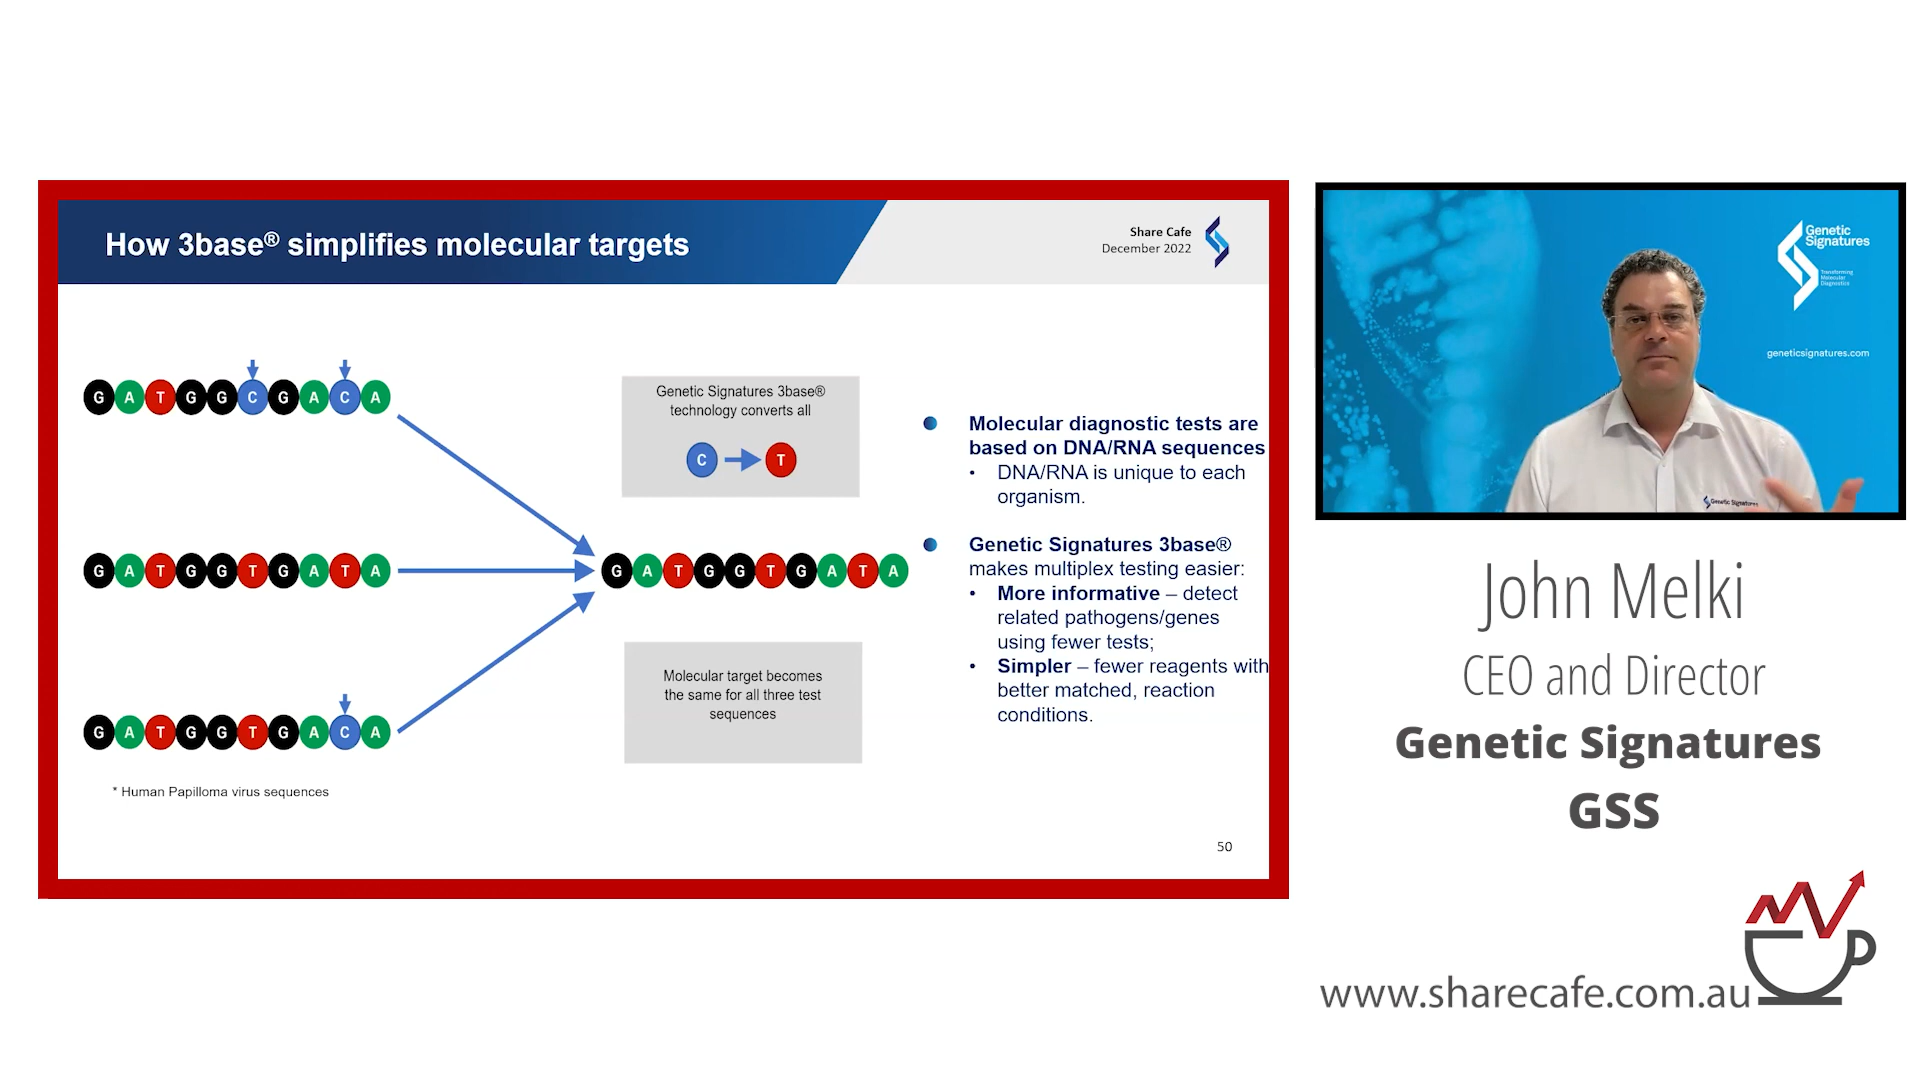 How 3base® simplifies molecular targets
Share Cafe
December 2022
G A T G G C G A C A
G A T G G T G A T A
G A T G G T G A C A
* Human Papilloma virus sequences
Genetic Signatures 3base®
technology converts all
C T
G A T G G T G A T A
Molecular target becomes
the same for all three test
sequences
Molecular diagnostic tests are
based on DNA/RNA sequences
• DNA/RNA is unique to each
organism.
Genetic Signatures 3base®
makes multiplex testing easier:
• More informative – detect
related pathogens/genes
using fewer tests;
• Simpler – fewer reagents with
better matched, reaction
conditions.
50
Genetic
Signatures
Transforming
Molecular
Diagnostics
geneticsignatures.com
Genetic Signatures
John Melki
CEO and Director
Genetic Signatures
GSS
www.sharecafe.com.au